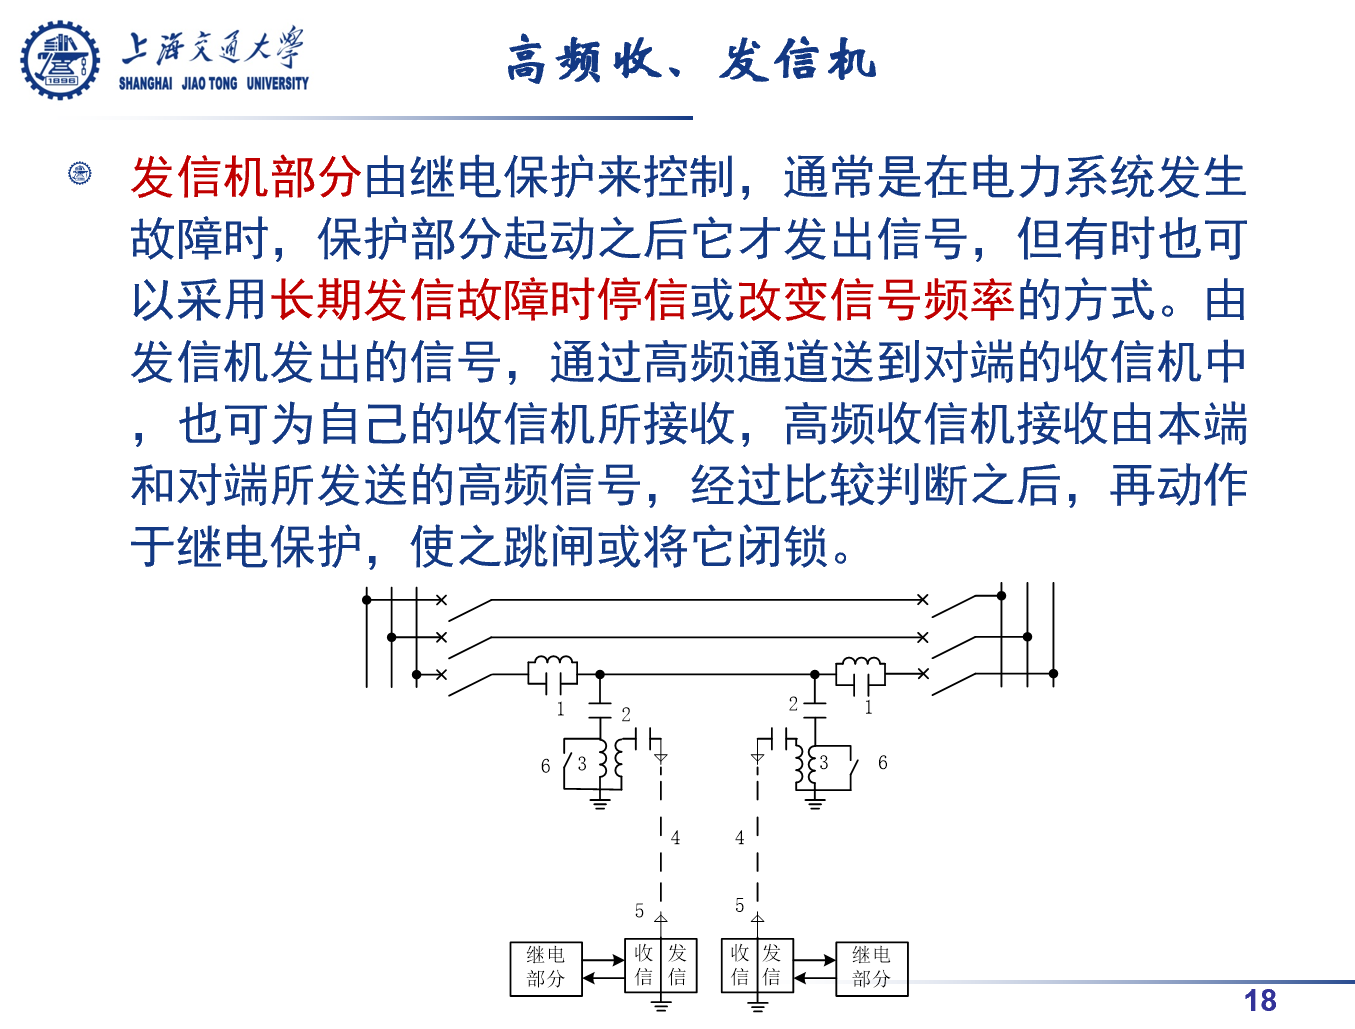 上海交通大学
SHANGHAI JIAO TONG UNIVERSITY
1896
高频收、发信机
发信机部分由继电保护来控制，通常是在电力系统发生
故障时，保护部分起动之后它才发出信号，但有时也可
以采用长期发信故障时停信或改变信号频率的方式。由
发信机发出的信号，通过高频通道送到对端的收信机中
，也可为自己的收信机所接收，高频收信机接收由本端
和对端所发送的高频信号，经过比较判断之后，再动作
于继电保护，使之跳闸或将它闭锁。
1
2
2
1
6
3
3
6
4
4
5
5
继电
部分
收
信
发
信
收
信
发
信
继电
部分
18